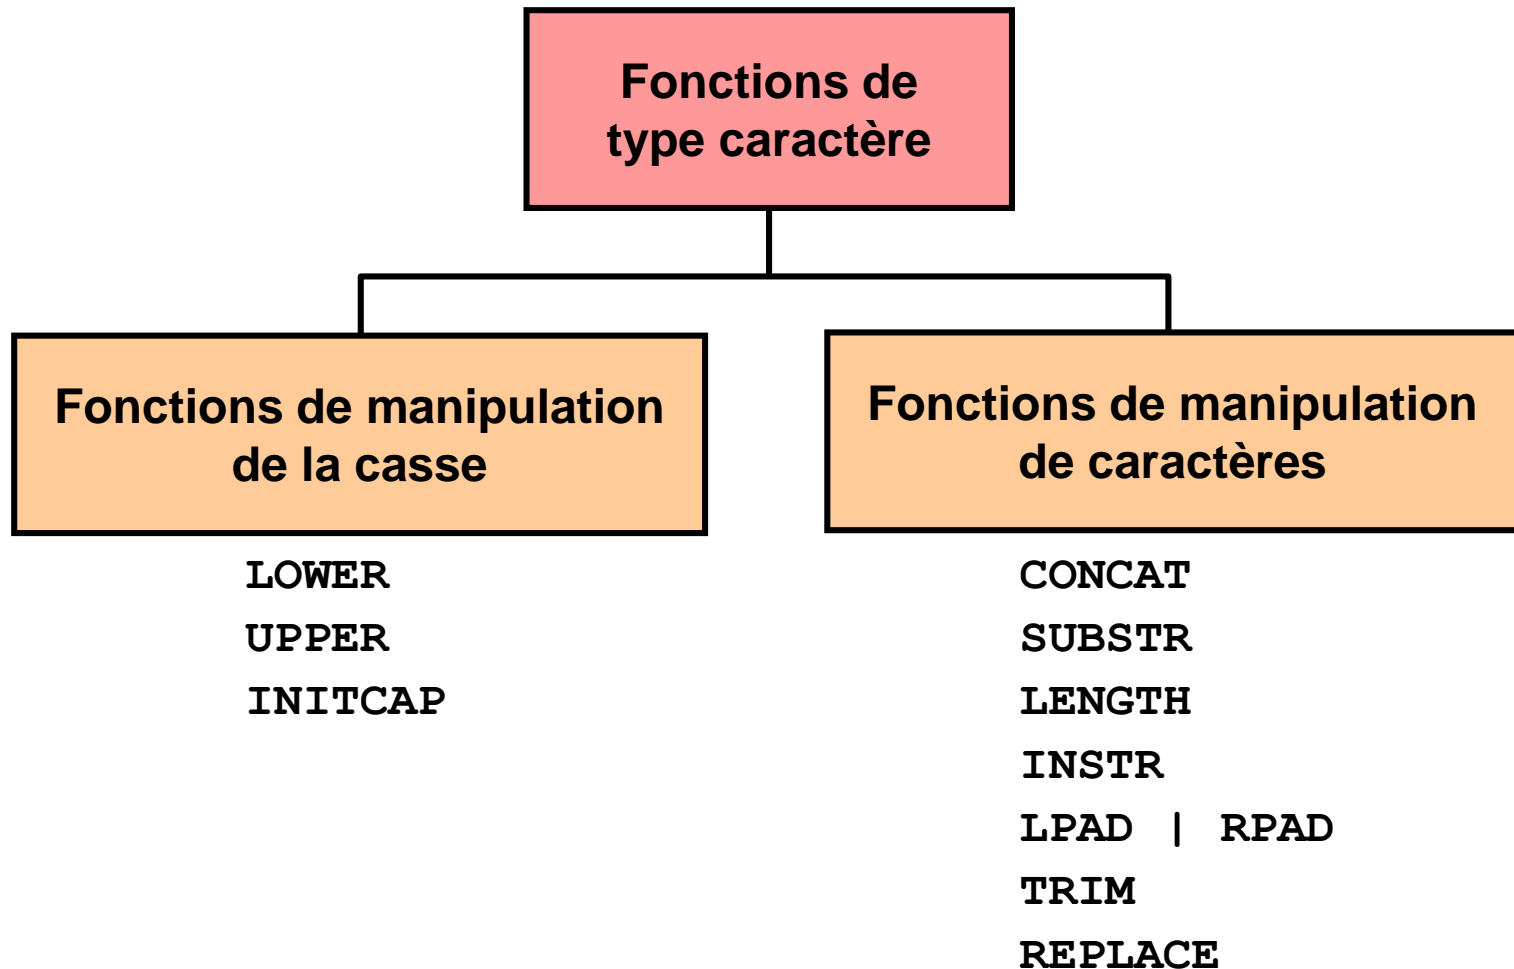 Fonctions de
type caractère
Fonctions de manipulation
de la casse
LOWER
UPPER
INITCAP
Fonctions de manipulation
de caractères
CONCAT
SUBSTR
LENGTH
INSTR
LPAD | RPAD
TRIM
REPLACE